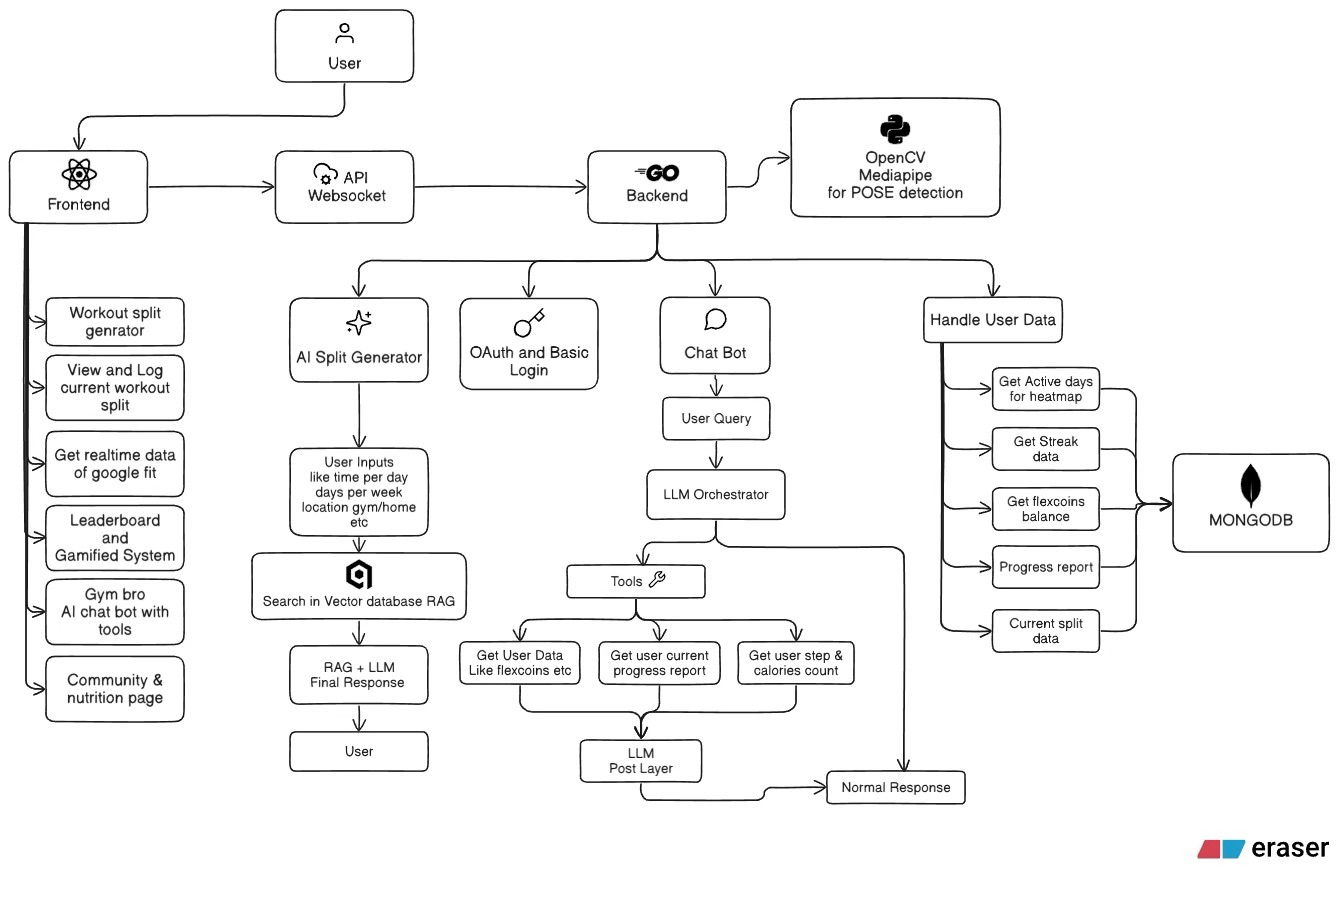 User
Frontend
API
Websocket
GO
Backend
OpenCV
Mediapipe
for POSE detection
Workout split
genrator
View and Log
current workout
split
Get realtime data
of google fit
Leaderboard
and
Gamified System
Gym bro
AI chat bot with
tools
Community &
nutrition page
AI Split Generator
User Inputs
like time per day
days per week
location gym/home
etc
Search in Vector database RAG
RAG + LLM
Final Response
User
OAuth and Basic
Login
Chat Bot
User Query
LLM Orchestrator
Tools
Get User Data
Like flexcoins etc
Get user current
progress report
Get user step &
calories count
LLM
Post Layer
Normal Response
Handle User Data
Get Active days
for heatmap
Get Streak
data
Get flexcoins
balance
Progress report
Current split
data
MONGODB
eraser